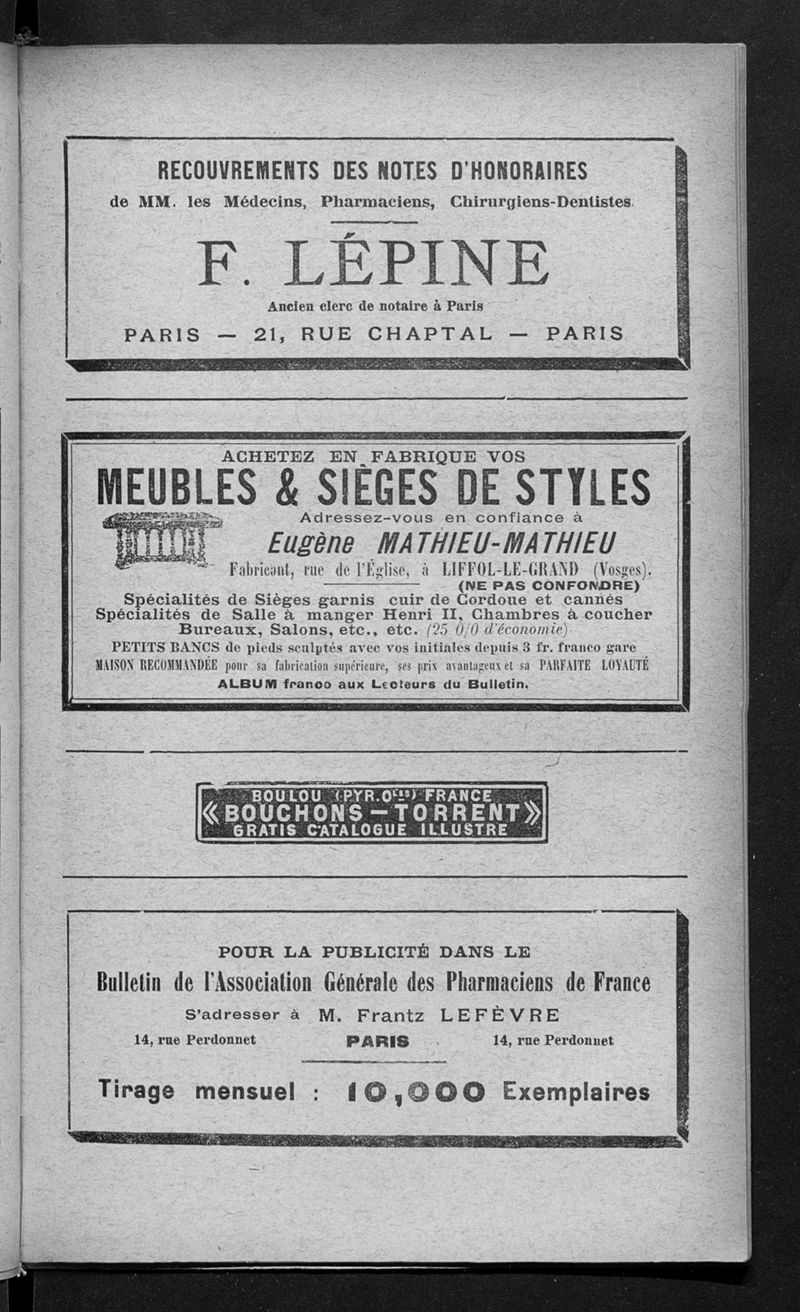 RECOUVREMENTS DES NOTES D'HONORAIRES
de MM. les Médecins, Pharmaciens, Chirurgiens-Dentistes.
F. LÉPINE
Ancien clerc de notaire à Paris
PARIS — 21, RUE CHAPTAL — PARIS
ACHETEZ EN FABRIQUE VOS
MEUBLES & SIÈGES DE STYLES
Adressez-vous en confiance à
Eugène MATHIEU-MATHIEU
Fabricant, rue de l'Église, à LIFFOL-LE-GRAND (Vosges).
(NE PAS CONFONDRE)
Spécialités de Sièges garnis cuir de Cordoue et cannés
Spécialités de Salle à manger Henri II, Chambres à coucher
Bureaux, Salons, etc., etc. (25 0/0 d'économie)
PETITS BANCS de pieds sculptés avec vos initiales depuis 3 fr. franco gare
MAISON RECOMMANDÉE pour sa fabrication supérieure, ses prix avantageux et sa PARFAITE LOYAUTÉ
ALBUM franco aux Lecteurs du Bulletin.
BOULOU (PYR. Oles) FRANCE
« BOUCHONS — TORRENT »
GRATIS CATALOGUE ILLUSTRE
POUR LA PUBLICITÉ DANS LE
Bulletin de l'Association Générale des Pharmaciens de France
S'adresser à M. Frantz LEFÈVRE
14, rue Perdonnet PARIS 14, rue Perdonnet
Tirage mensuel : 10,000 Exemplaires